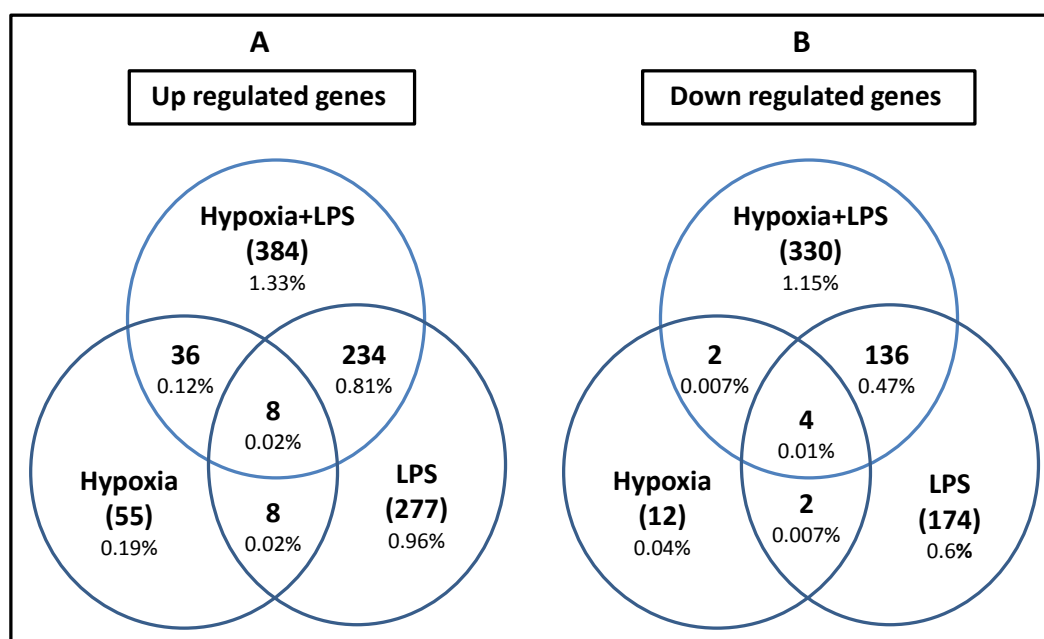 A
Up regulated genes
Hypoxia+LPS
(384)
1.33%
36
0.12%
234
0.81%
8
0.02%
Hypoxia
(55)
0.19%
8
0.02%
LPS
(277)
0.96%
B
Down regulated genes
Hypoxia+LPS
(330)
1.15%
2
0.007%
136
0.47%
4
0.01%
Hypoxia
(12)
0.04%
2
0.007%
LPS
(174)
0.6%